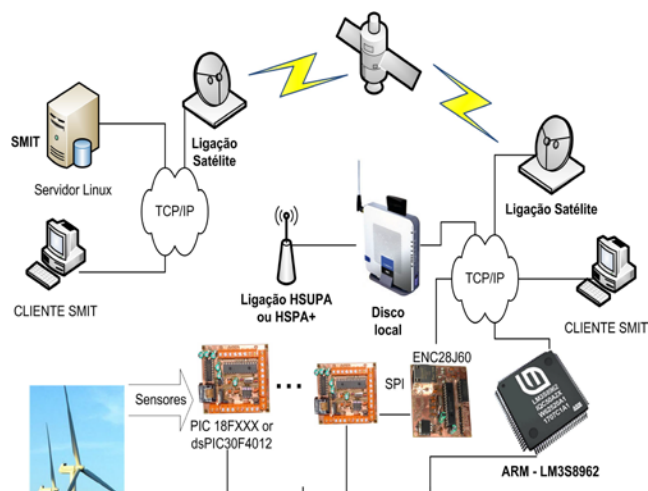 SMIT
Servidor Linux
Ligação
Satélite
TCP/IP
CLIENTE SMIT
Ligação HSUPA
ou HSPA+
Disco
local
Ligação Satélite
TCP/IP
CLIENTE SMIT
Sensores
PIC 18FXXX or
dsPIC30F4012
...
SPI
ENC28J60
LM3S8962
ARM - LM3S8962